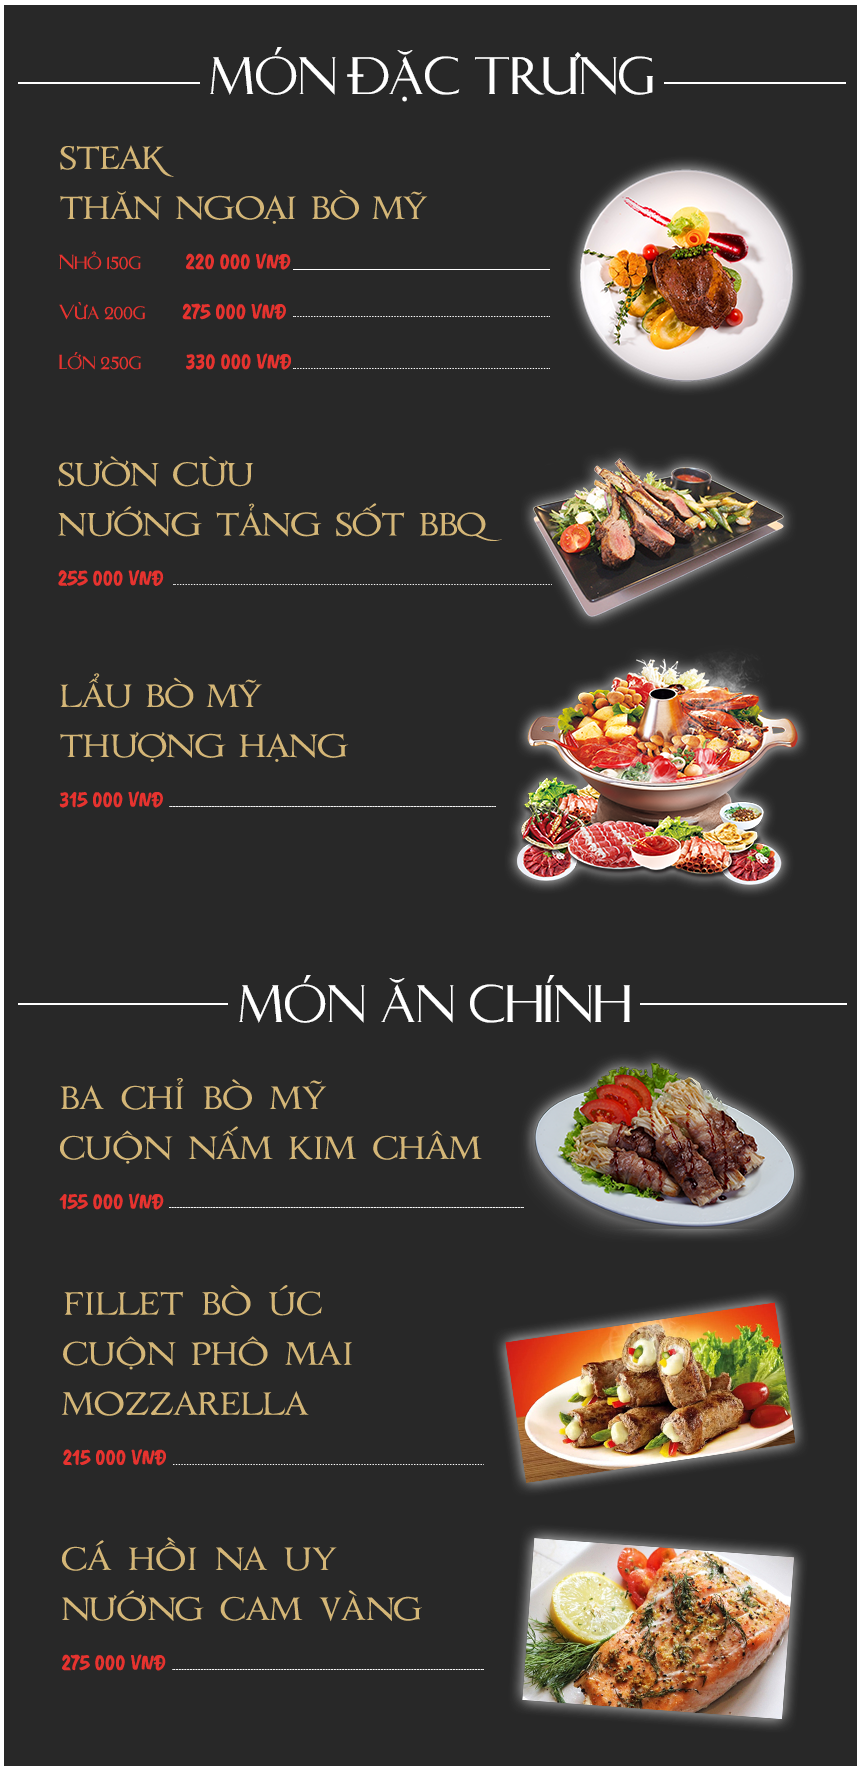 MÓN ĐẶC TRƯNG
STEAK
THĂN NGOẠI BÒ MỸ
NHỎ 150G 220 000 VNĐ
VỪA 200G 275 000 VNĐ
LỚN 250G 330 000 VNĐ
SƯỜN CỪU
NƯỚNG TẢNG SỐT BBQ
255 000 VNĐ
LẨU BÒ MỸ
THƯỢNG HẠNG
315 000 VNĐ
MÓN ĂN CHÍNH
BA CHỈ BÒ MỸ
CUỘN NẤM KIM CHÂM
155 000 VNĐ
FILLET BÒ ÚC
CUỘN PHÔ MAI
MOZZARELLA
215 000 VNĐ
CÁ HỒI NA UY
NƯỚNG CAM VÀNG
275 000 VNĐ